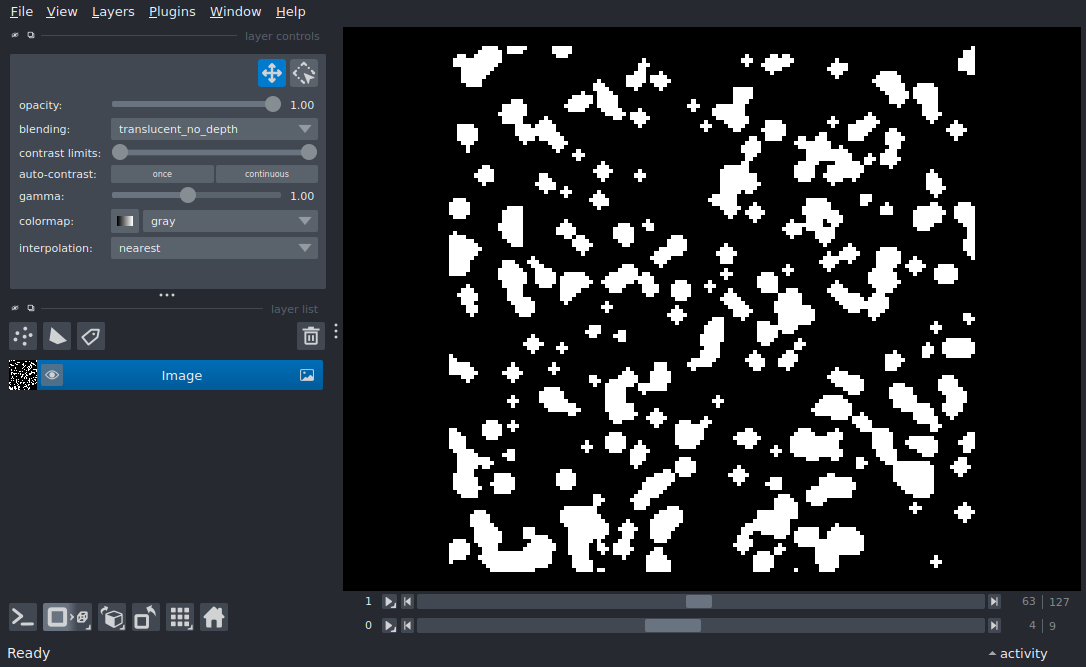 File View Layers Plugins Window Help
layer controls
opacity: 1.00
blending: translucent_no_depth
contrast limits:
auto-contrast: once continuous
gamma: 1.00
colormap: gray
interpolation: nearest
layer list
Image
1 63 127
0 4 9
Ready activity